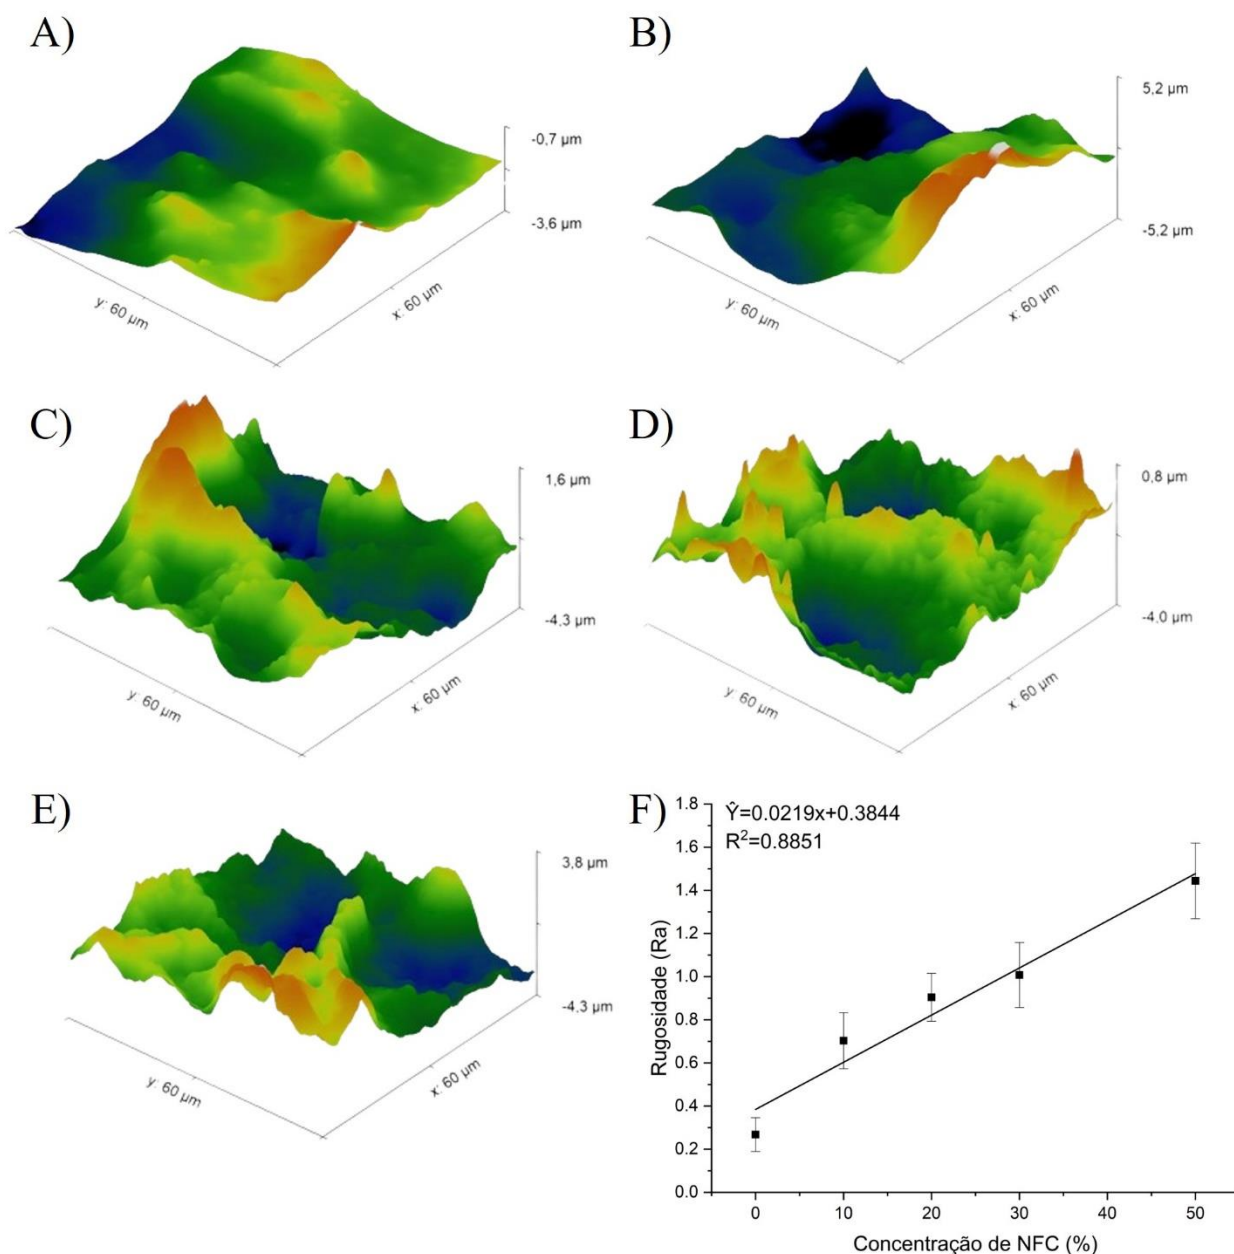 A)
-0,7 µm
-3,6 µm
y: 60 µm
x: 60 µm
B)
5,2 µm
-5,2 µm
y: 60 µm
x: 60 µm
C)
1,6 µm
-4,3 µm
y: 60 µm
x: 60 µm
D)
0,8 µm
-4,0 µm
y: 60 µm
x: 60 µm
E)
3,8 µm
-4,3 µm
y: 60 µm
x: 60 µm
F)
Ŷ=0.0219x+0.3844
R²=0.8851
1.8
1.6
1.4
1.2
1.0
0.8
0.6
0.4
0.2
0.0
Rugosidade (Ra)
0 10 20 30 40 50
Concentração de NFC (%)